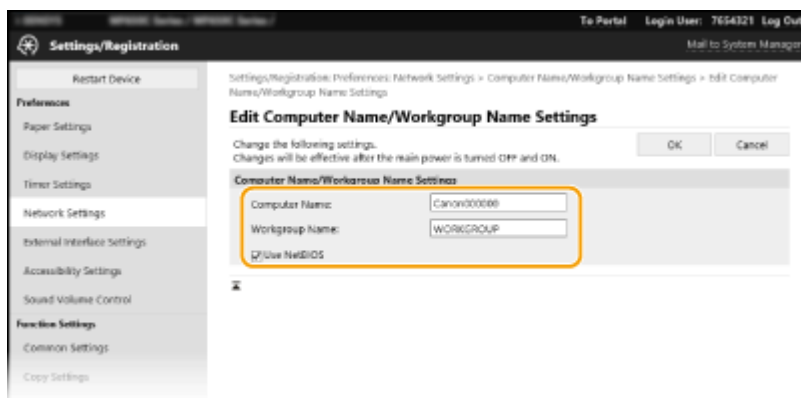 To Portal Login User: 7654321 Log Out
Settings/Registration
Mail to System Manager
Restart Device
Preferences
Paper Settings
Display Settings
Timer Settings
Network Settings
External Interface Settings
Accessibility Settings
Sound Volume Control
Function Settings
Common Settings
Copy Settings
Settings/Registration: Preferences: Network Settings > Computer Name/Workgroup Name Settings > Edit Computer
Name/Workgroup Name Settings
Edit Computer Name/Workgroup Name Settings
Change the following settings.
Changes will be effective after the main power is turned OFF and ON.
OK
Cancel
Computer Name/Workgroup Name Settings
Computer Name:
Canon000000
Workgroup Name:
WORKGROUP
Use NetBIOS